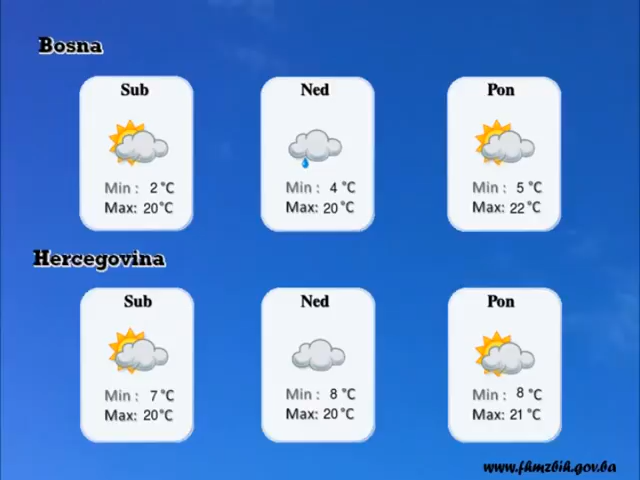 Bosna
Sub
Min : 2 °C
Max: 20°C
Ned
Min : 4 °C
Max: 20 °C
Pon
Min : 5 °C
Max: 22 °C
Hercegovina
Sub
Min : 7 °C
Max: 20°C
Ned
Min : 8 °C
Max: 20 °C
Pon
Min : 8 °C
Max: 21 °C
www.fhmzbih.gov.ba